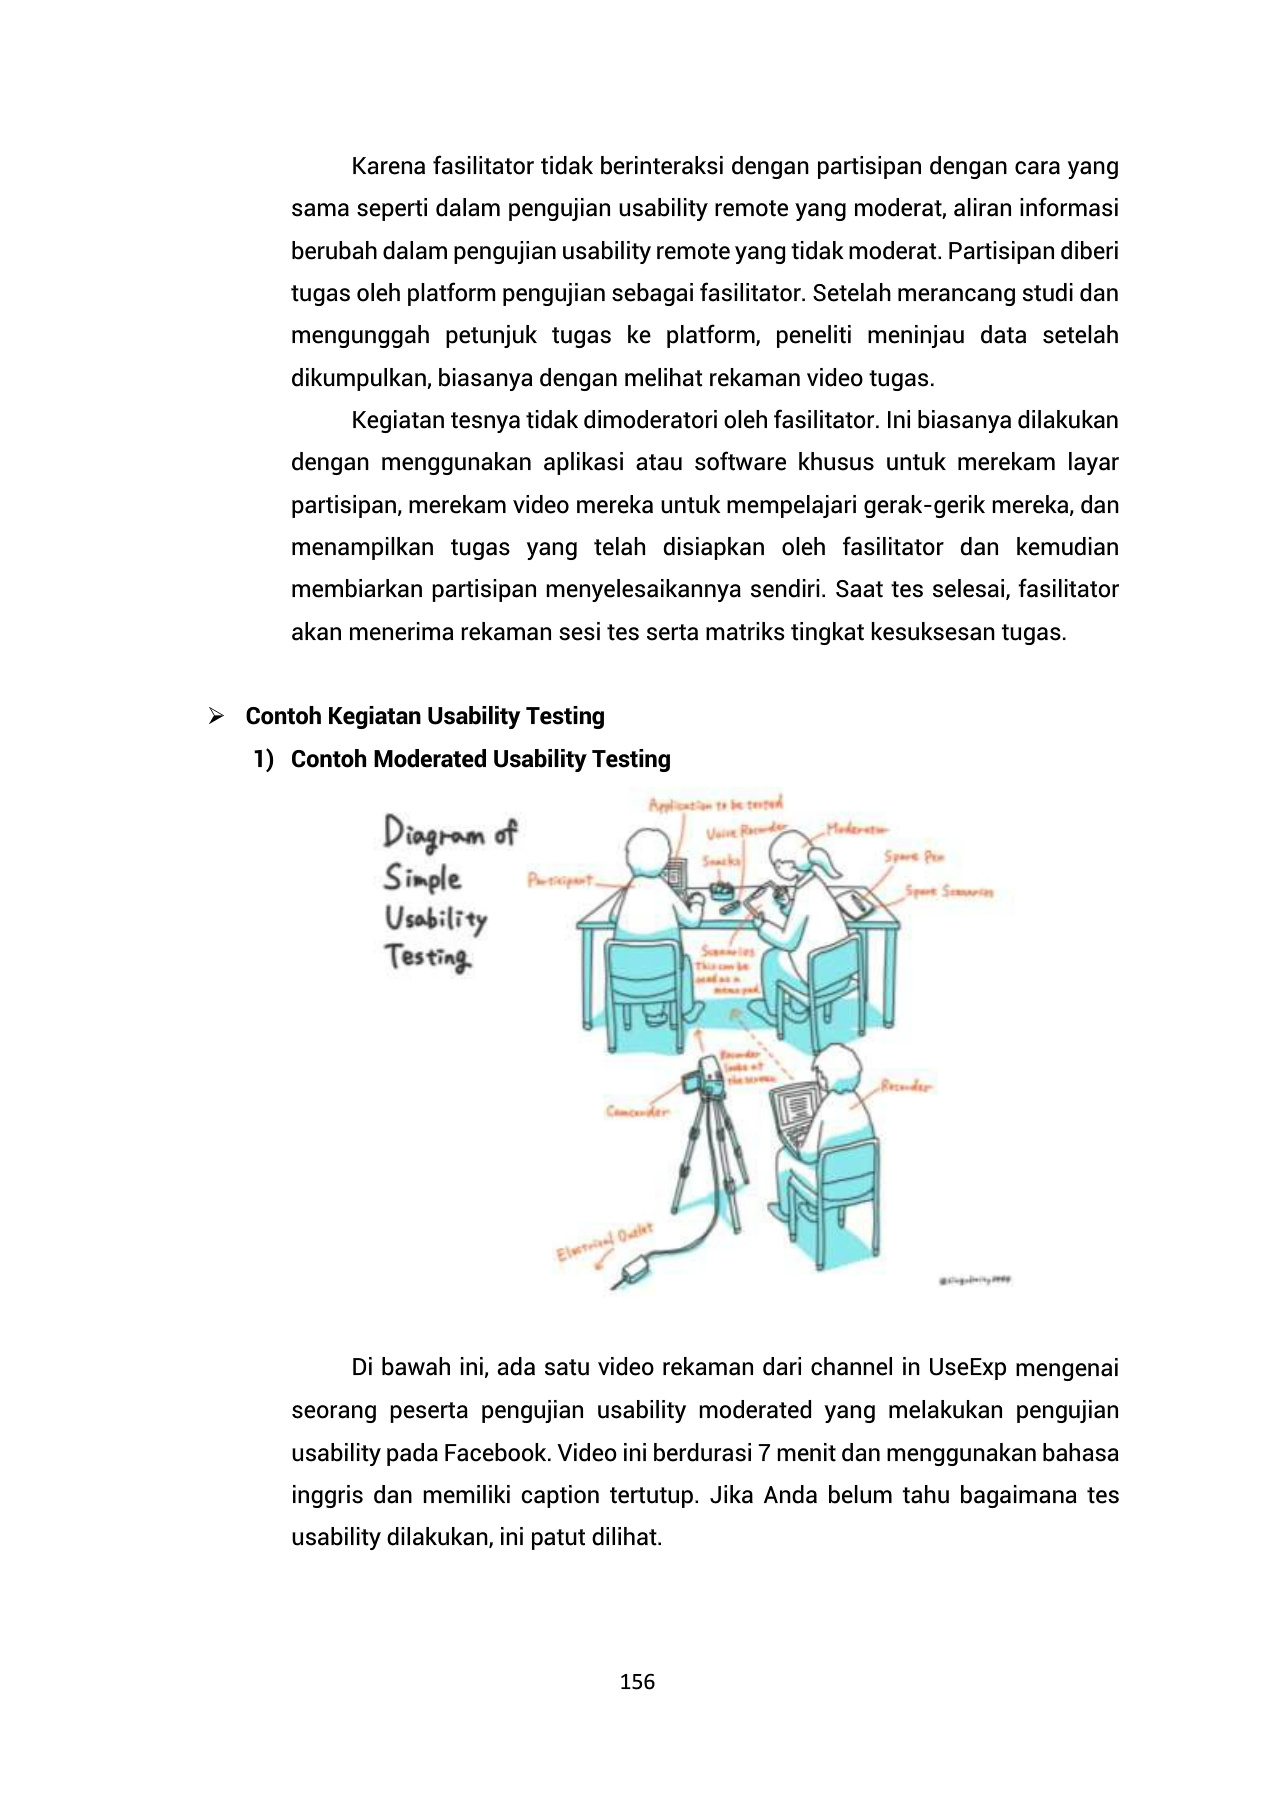 Karena fasilitator tidak berinteraksi dengan partisipan dengan cara yang
sama seperti dalam pengujian usability remote yang moderat, aliran informasi
berubah dalam pengujian usability remote yang tidak moderat. Partisipan diberi
tugas oleh platform pengujian sebagai fasilitator. Setelah merancang studi dan
mengunggah petunjuk tugas ke platform, peneliti meninjau data setelah
dikumpulkan, biasanya dengan melihat rekaman video tugas.
Kegiatan tesnya tidak dimoderatori oleh fasilitator. Ini biasanya dilakukan
dengan menggunakan aplikasi atau software khusus untuk merekam layar
partisipan, merekam video mereka untuk mempelajari gerak-gerik mereka, dan
menampilkan tugas yang telah disiapkan oleh fasilitator dan kemudian
membiarkan partisipan menyelesaikannya sendiri. Saat tes selesai, fasilitator
akan menerima rekaman sesi tes serta matriks tingkat kesuksesan tugas.
➢ Contoh Kegiatan Usability Testing
1) Contoh Moderated Usability Testing
Diagram of
Simple
Usability
Testing
Application to be tested
Voice Recorder
Moderator
Snacks
Spare Pen
Participant
Spare Scenarios
Scenarios
This can be
used as a
memo pad.
Recorder
looks at
the screen
Camcorder
Recorder
Electrical Outlet
Di bawah ini, ada satu video rekaman dari channel in UseExp mengenai
seorang peserta pengujian usability moderated yang melakukan pengujian
usability pada Facebook. Video ini berdurasi 7 menit dan menggunakan bahasa
inggris dan memiliki caption tertutup. Jika Anda belum tahu bagaimana tes
usability dilakukan, ini patut dilihat.
156